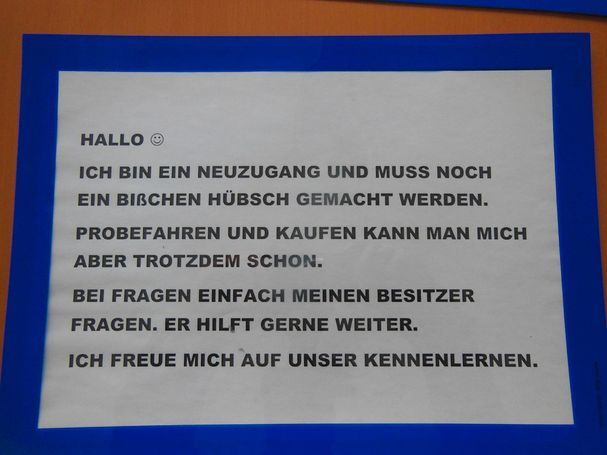 HALLO ☺
ICH BIN EIN NEUZUGANG UND MUSS NOCH
EIN BIßCHEN HÜBSCH GEMACHT WERDEN.
PROBEFAHREN UND KAUFEN KANN MAN MICH
ABER TROTZDEM SCHON.
BEI FRAGEN EINFACH MEINEN BESITZER
FRAGEN. ER HILFT GERNE WEITER.
ICH FREUE MICH AUF UNSER KENNENLERNEN.